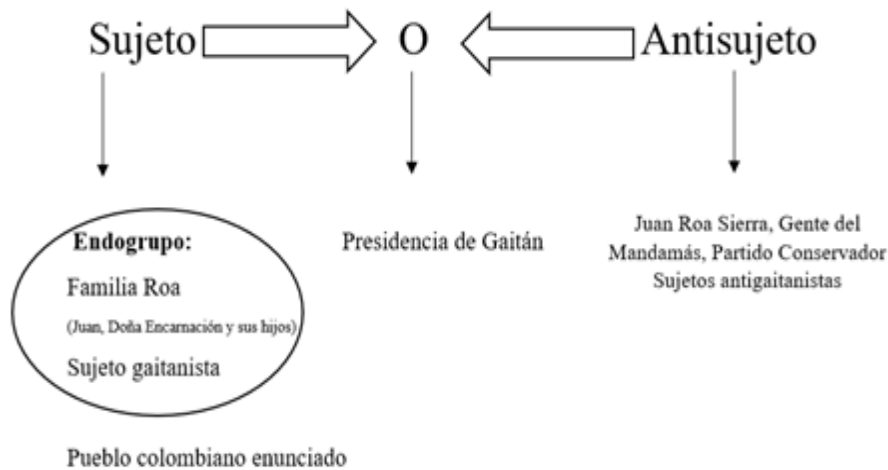 Sujeto O Antisujeto
Endogrupo:
Familia Roa
(Juan, Doña Encarnación y sus hijos)
Sujeto gaitanista
Pueblo colombiano enunciado
Presidencia de Gaitán
Juan Roa Sierra, Gente del
Mandamás, Partido Conservador
Sujetos antigaitanistas